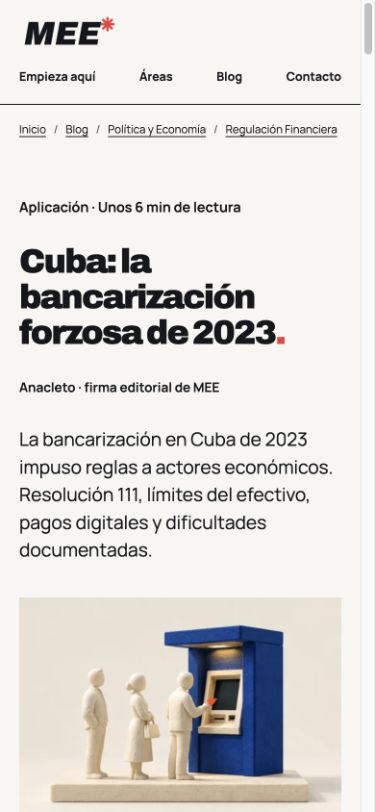 MEE*
Empieza aquí Áreas Blog Contacto
Inicio / Blog / Política y Economía / Regulación Financiera
Aplicación · Unos 6 min de lectura
Cuba: la
bancarización
forzosa de 2023.
Anacleto · firma editorial de MEE
La bancarización en Cuba de 2023
impuso reglas a actores económicos.
Resolución 111, límites del efectivo,
pagos digitales y dificultades
documentadas.